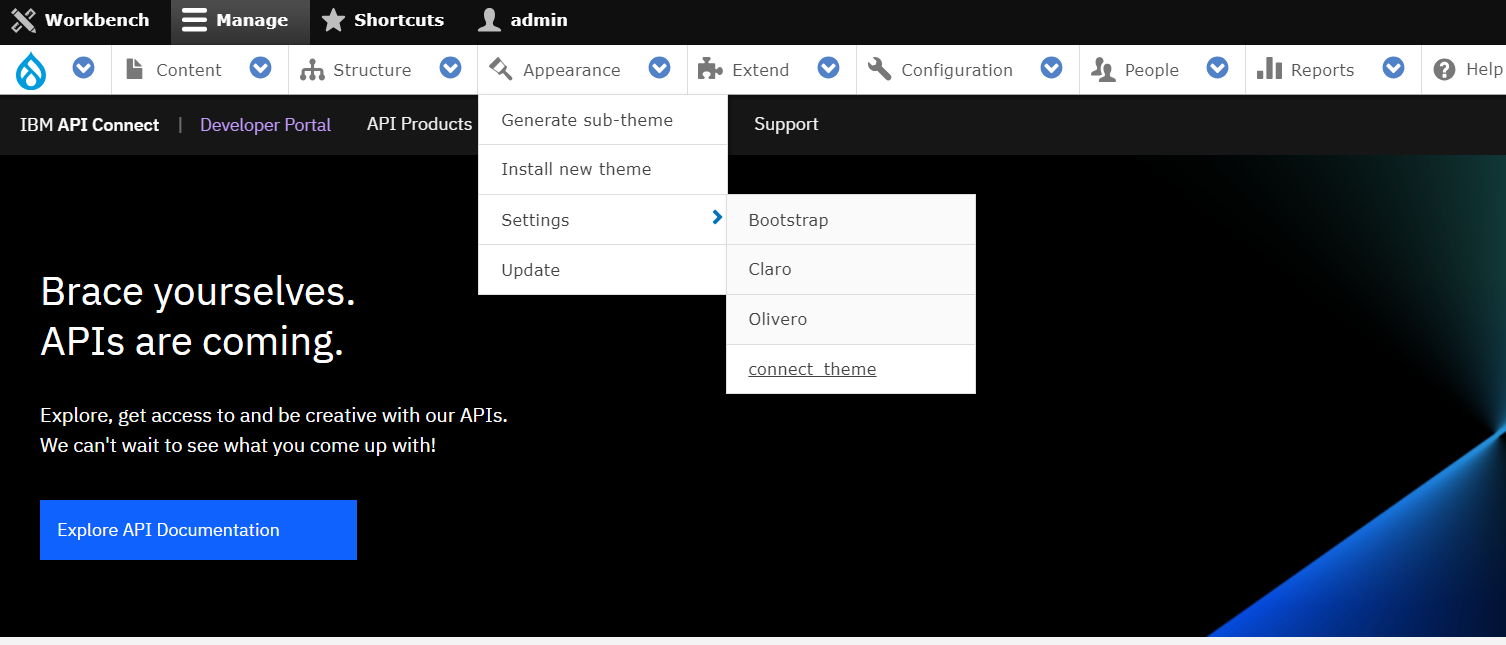 Workbench Manage Shortcuts admin
Content Structure Appearance Extend Configuration People Reports Help
IBM API Connect | Developer Portal API Products Support
Generate sub-theme
Install new theme
Settings
Update
Bootstrap
Claro
Olivero
connect_theme
Brace yourselves.
APIs are coming.
Explore, get access to and be creative with our APIs.
We can't wait to see what you come up with!
Explore API Documentation